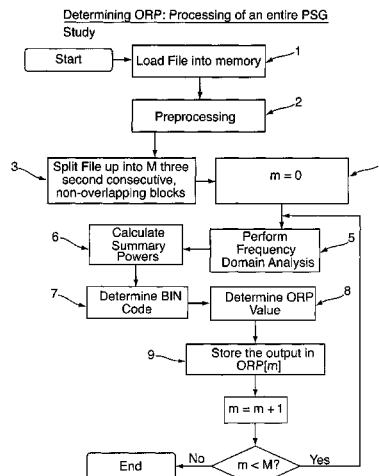 Determining ORP: Processing of an entire PSG
Study
Start
Load File into memory
1
Preprocessing
2
3
Split File up into M three
second consecutive,
non-overlapping blocks
m = 0
6
Calculate
Summary
Powers
Perform
Frequency
Domain Analysis
5
7
Determine BIN
Code
Determine ORP
Value
8
9
Store the output in
ORP[m]
m = m + 1
End
No
m < M?
Yes